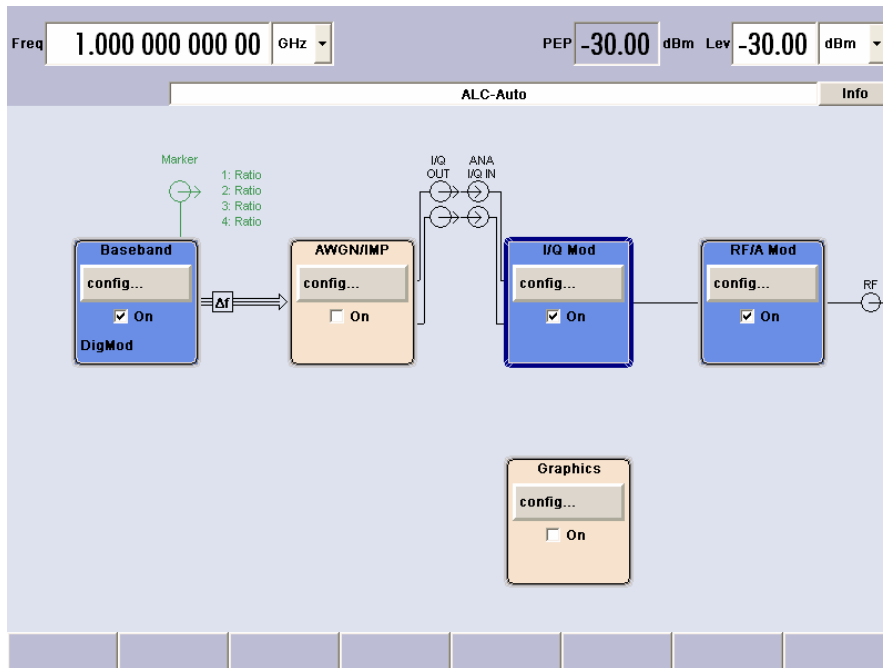 Freq 1.000 000 000 00 GHz PEP -30.00 dBm Lev -30.00 dBm
ALC-Auto Info
Marker
1: Ratio
2: Ratio
3: Ratio
4: Ratio
I/Q OUT
ANA I/Q IN
Baseband
config...
On
DigMod
Δf
AWGN/IMP
config...
On
I/Q Mod
config...
On
RF/A Mod
config...
On
RF
Graphics
config...
On